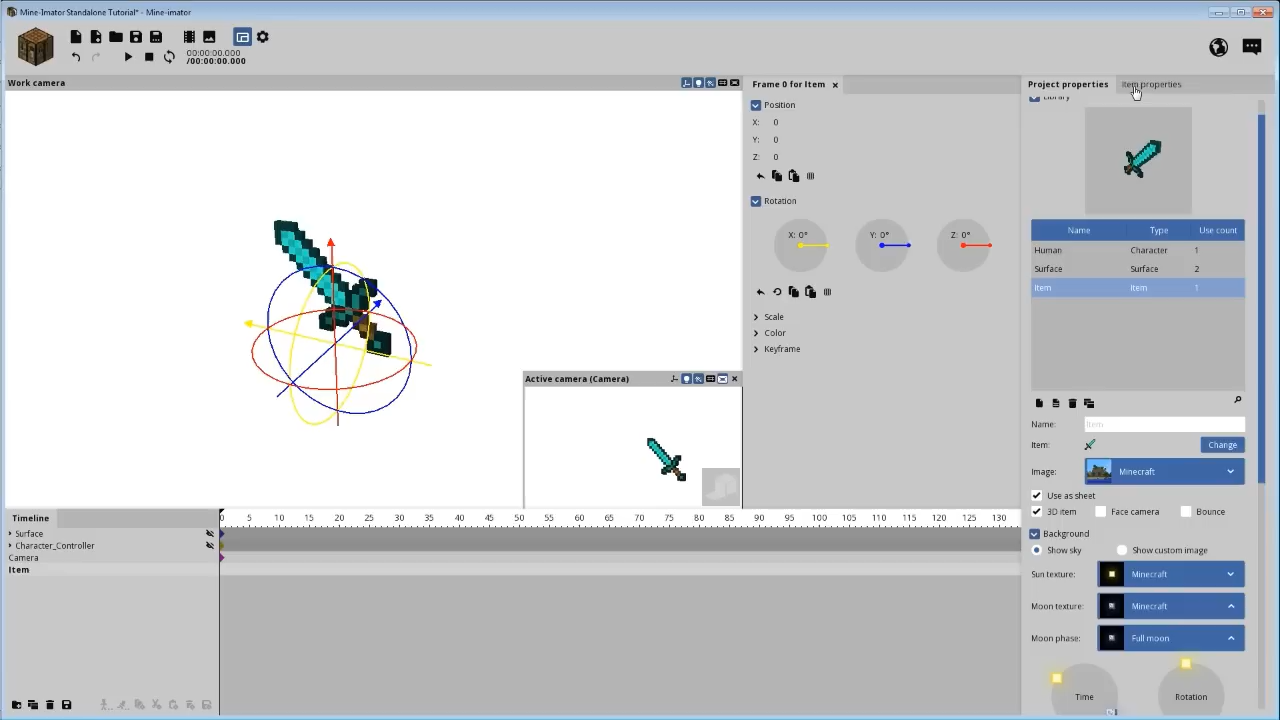 Mine-Imator Standalone Tutorial* - Mine-imator
00:00:00.000
/00:00:00.000
Work camera
Frame 0 for Item
Project properties
Item properties
Position
X: 0
Y: 0
Z: 0
Rotation
X: 0°
Y: 0°
Z: 0°
Scale
Color
Keyframe
Library
Name Type Use count
Human Character 1
Surface Surface 2
Item Item 1
Name: Item
Item: Change
Image: Minecraft
Use as sheet
3D item Face camera Bounce
Background
Show sky Show custom image
Sun texture: Minecraft
Moon texture: Minecraft
Moon phase: Full moon
Time Rotation
Active camera (Camera)
Timeline
0 5 10 15 20 25 30 35 40 45 50 55 60 65 70 75 80 85 90 95 100 105 110 115 120 125 130
Surface
Character_Controller
Camera
Item